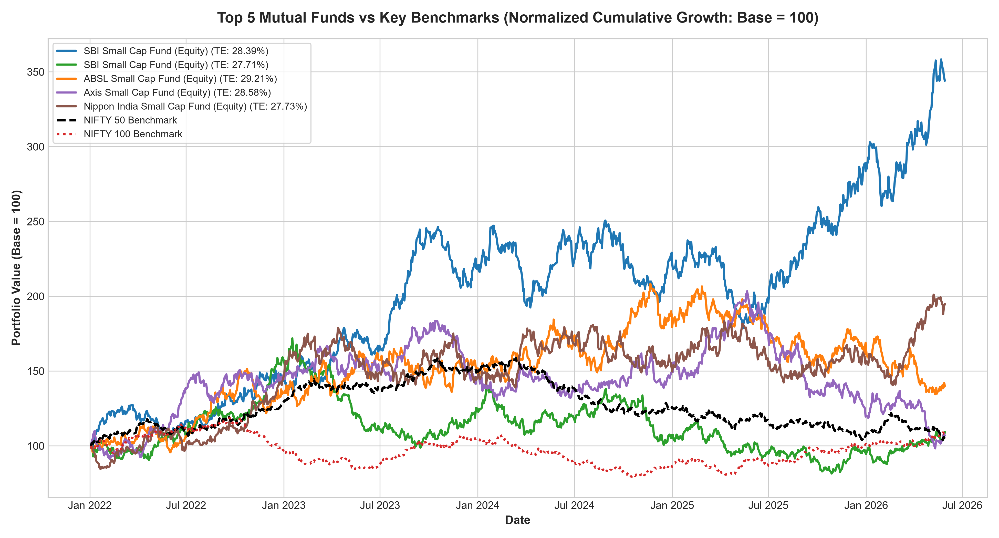 Top 5 Mutual Funds vs Key Benchmarks (Normalized Cumulative Growth: Base = 100)
SBI Small Cap Fund (Equity) (TE: 28.39%)
SBI Small Cap Fund (Equity) (TE: 27.71%)
ABSL Small Cap Fund (Equity) (TE: 29.21%)
Axis Small Cap Fund (Equity) (TE: 28.58%)
Nippon India Small Cap Fund (Equity) (TE: 27.73%)
NIFTY 50 Benchmark
NIFTY 100 Benchmark
Portfolio Value (Base = 100)
350
300
250
200
150
100
Jan 2022 Jul 2022 Jan 2023 Jul 2023 Jan 2024 Jul 2024 Jan 2025 Jul 2025 Jan 2026 Jul 2026
Date